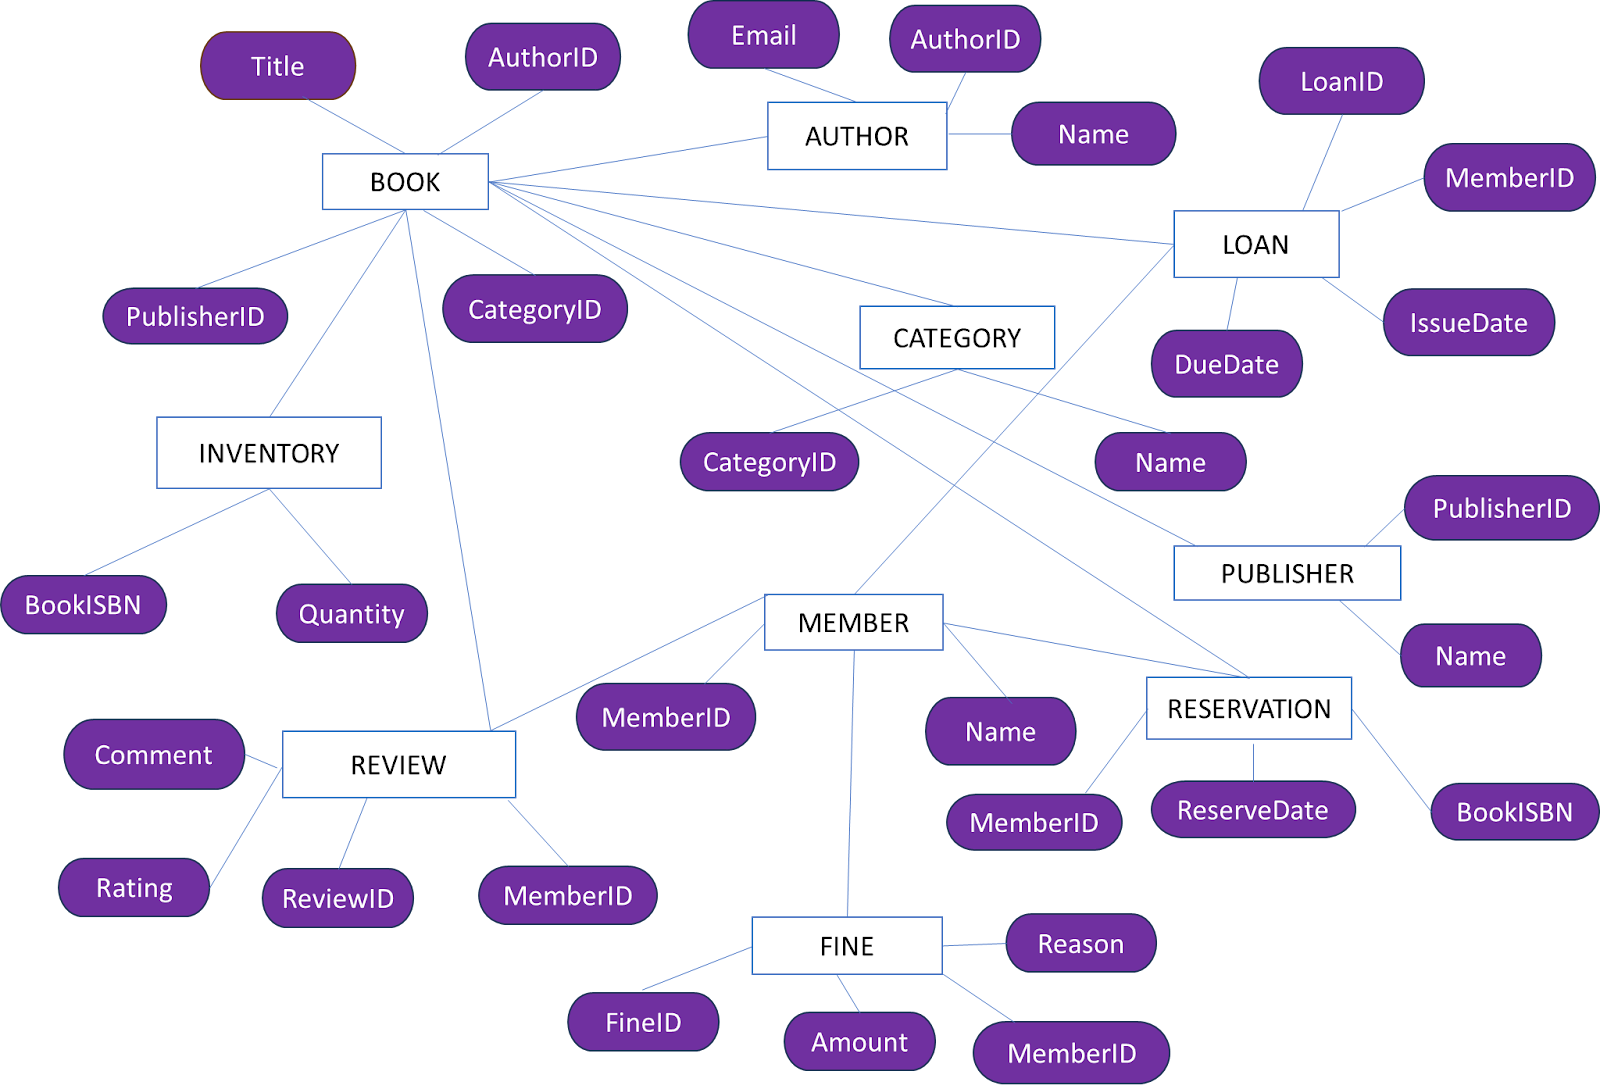 Email
AuthorID
AuthorID
Title
LoanID
AUTHOR
Name
MemberID
BOOK
LOAN
PublisherID
CategoryID
IssueDate
CATEGORY
DueDate
INVENTORY
CategoryID
Name
PublisherID
PUBLISHER
BookISBN
Quantity
MEMBER
Name
MemberID
Name
RESERVATION
Comment
REVIEW
MemberID
ReserveDate
BookISBN
Rating
ReviewID
MemberID
FINE
Reason
FineID
Amount
MemberID